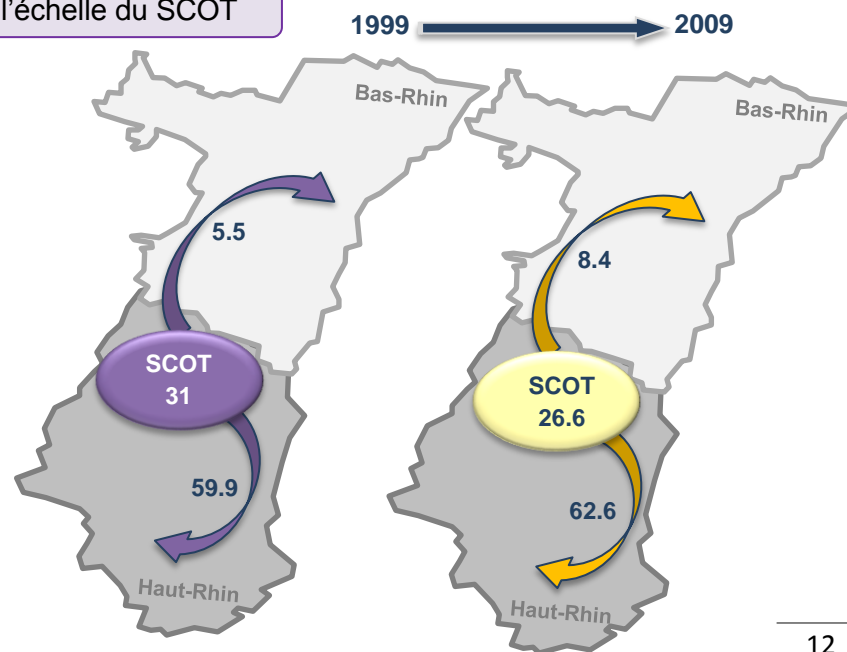 l’échelle du SCOT
1999
2009
Bas-Rhin
Bas-Rhin
5.5
8.4
SCOT
31
SCOT
26.6
59.9
62.6
Haut-Rhin
Haut-Rhin
12